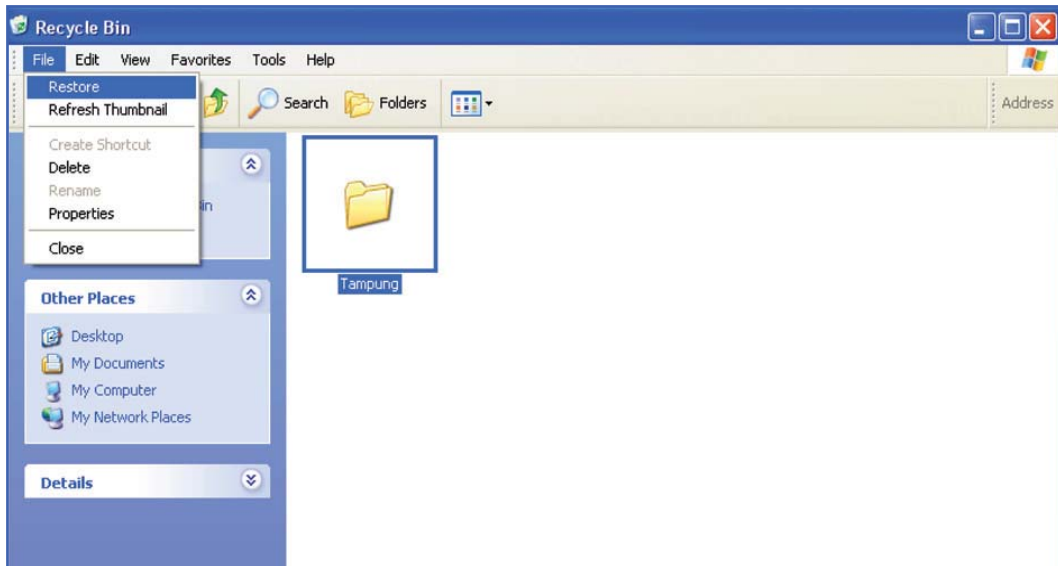 Recycle Bin
File Edit View Favorites Tools Help
Restore
Refresh Thumbnail
Create Shortcut
Delete
Rename
Properties
Close
Search Folders
Address
Tampung
Other Places
Desktop
My Documents
My Computer
My Network Places
Details